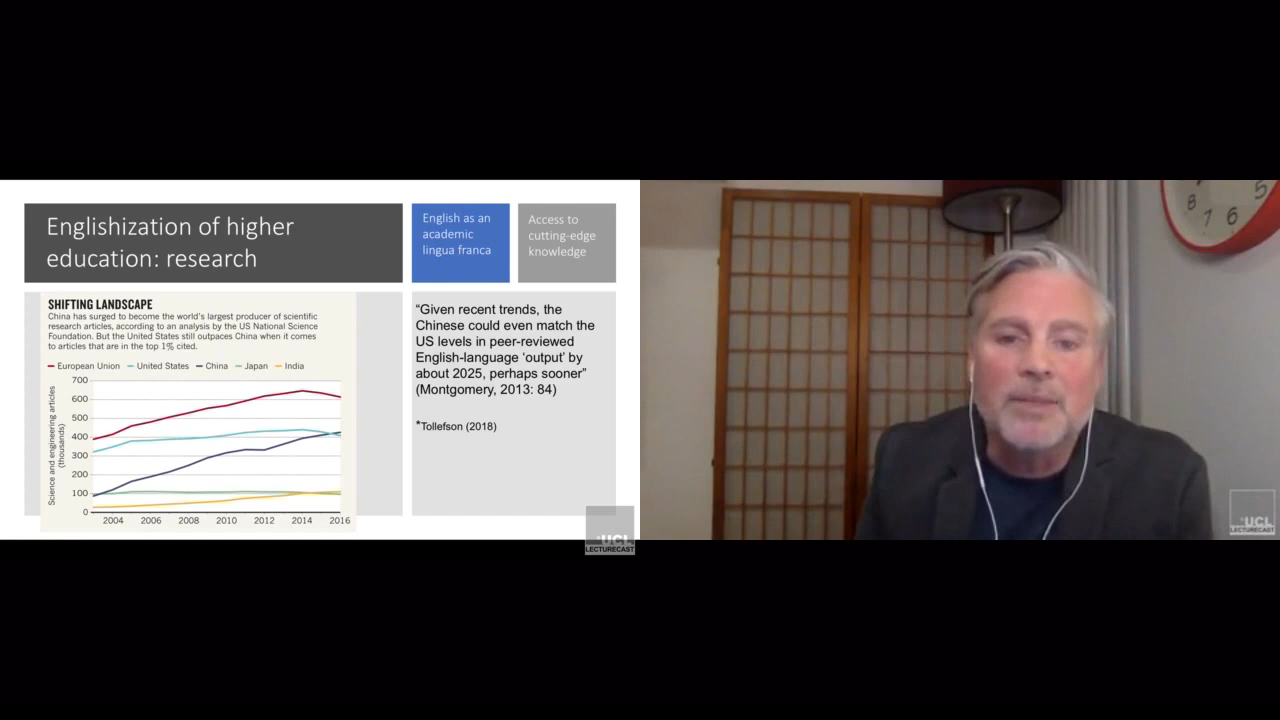 Englishization of higher
education: research
English as an
academic
lingua franca
Access to
cutting-edge
knowledge
SHIFTING LANDSCAPE
China has surged to become the world's largest producer of scientific
research articles, according to an analysis by the US National Science
Foundation. But the United States still outpaces China when it comes
to articles that are in the top 1% cited.
European Union United States China Japan India
Science and engineering articles
(thousands)
700
600
500
400
300
200
100
0
2004 2006 2008 2010 2012 2014 2016
“Given recent trends, the
Chinese could even match the
US levels in peer-reviewed
English-language ‘output’ by
about 2025, perhaps sooner”
(Montgomery, 2013: 84)
*Tollefson (2018)
UCL
LECTURECAST
8 7 6 5
UCL
LECTURECAST